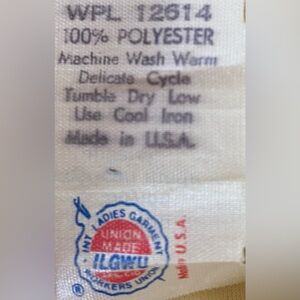 WPL 12614
100% POLYESTER
Machine Wash Warm
Delicate Cycle
Tumble Dry Low
Use Cool Iron
Made in U.S.A.
INT. LADIES GARMENT
WORKERS UNION
UNION
MADE
ILGWU
®
Made in U.S.A.